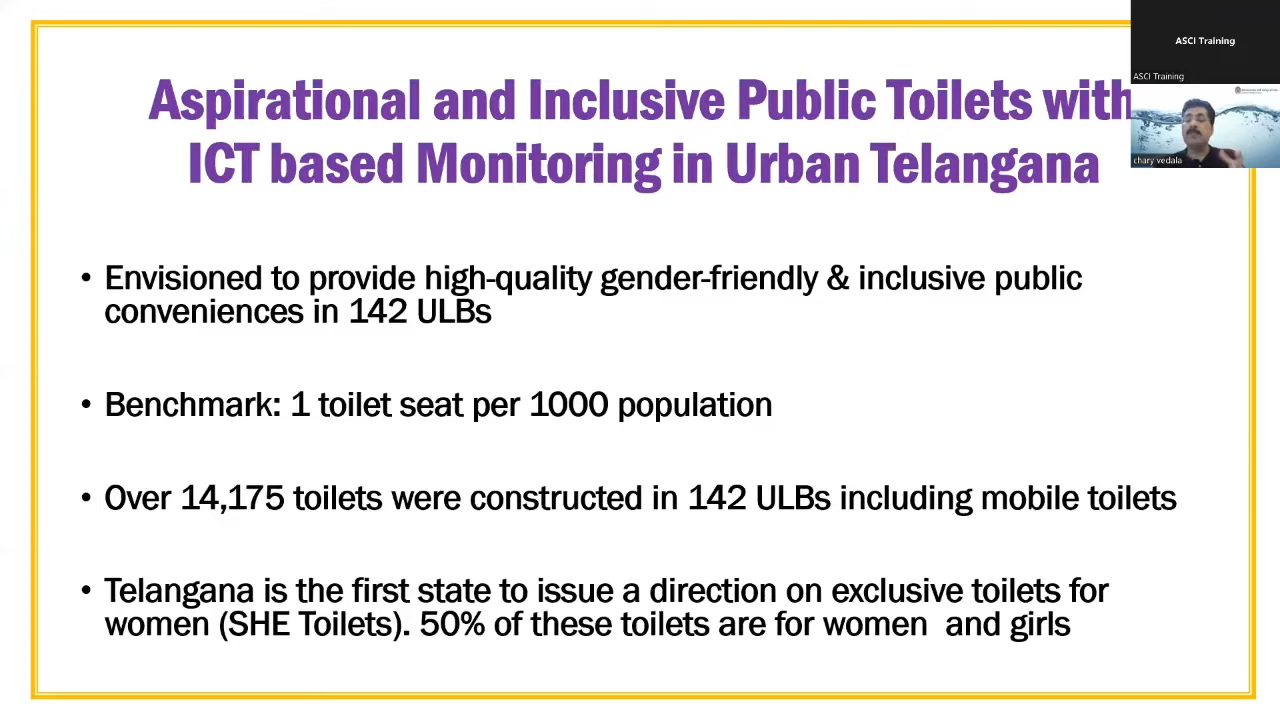 Aspirational and Inclusive Public Toilets with
ICT based Monitoring in Urban Telangana
• Envisioned to provide high-quality gender-friendly & inclusive public
conveniences in 142 ULBs
• Benchmark: 1 toilet seat per 1000 population
• Over 14,175 toilets were constructed in 142 ULBs including mobile toilets
• Telangana is the first state to issue a direction on exclusive toilets for
women (SHE Toilets). 50% of these toilets are for women and girls
ASCI Training
ASCI Training
chary vedala